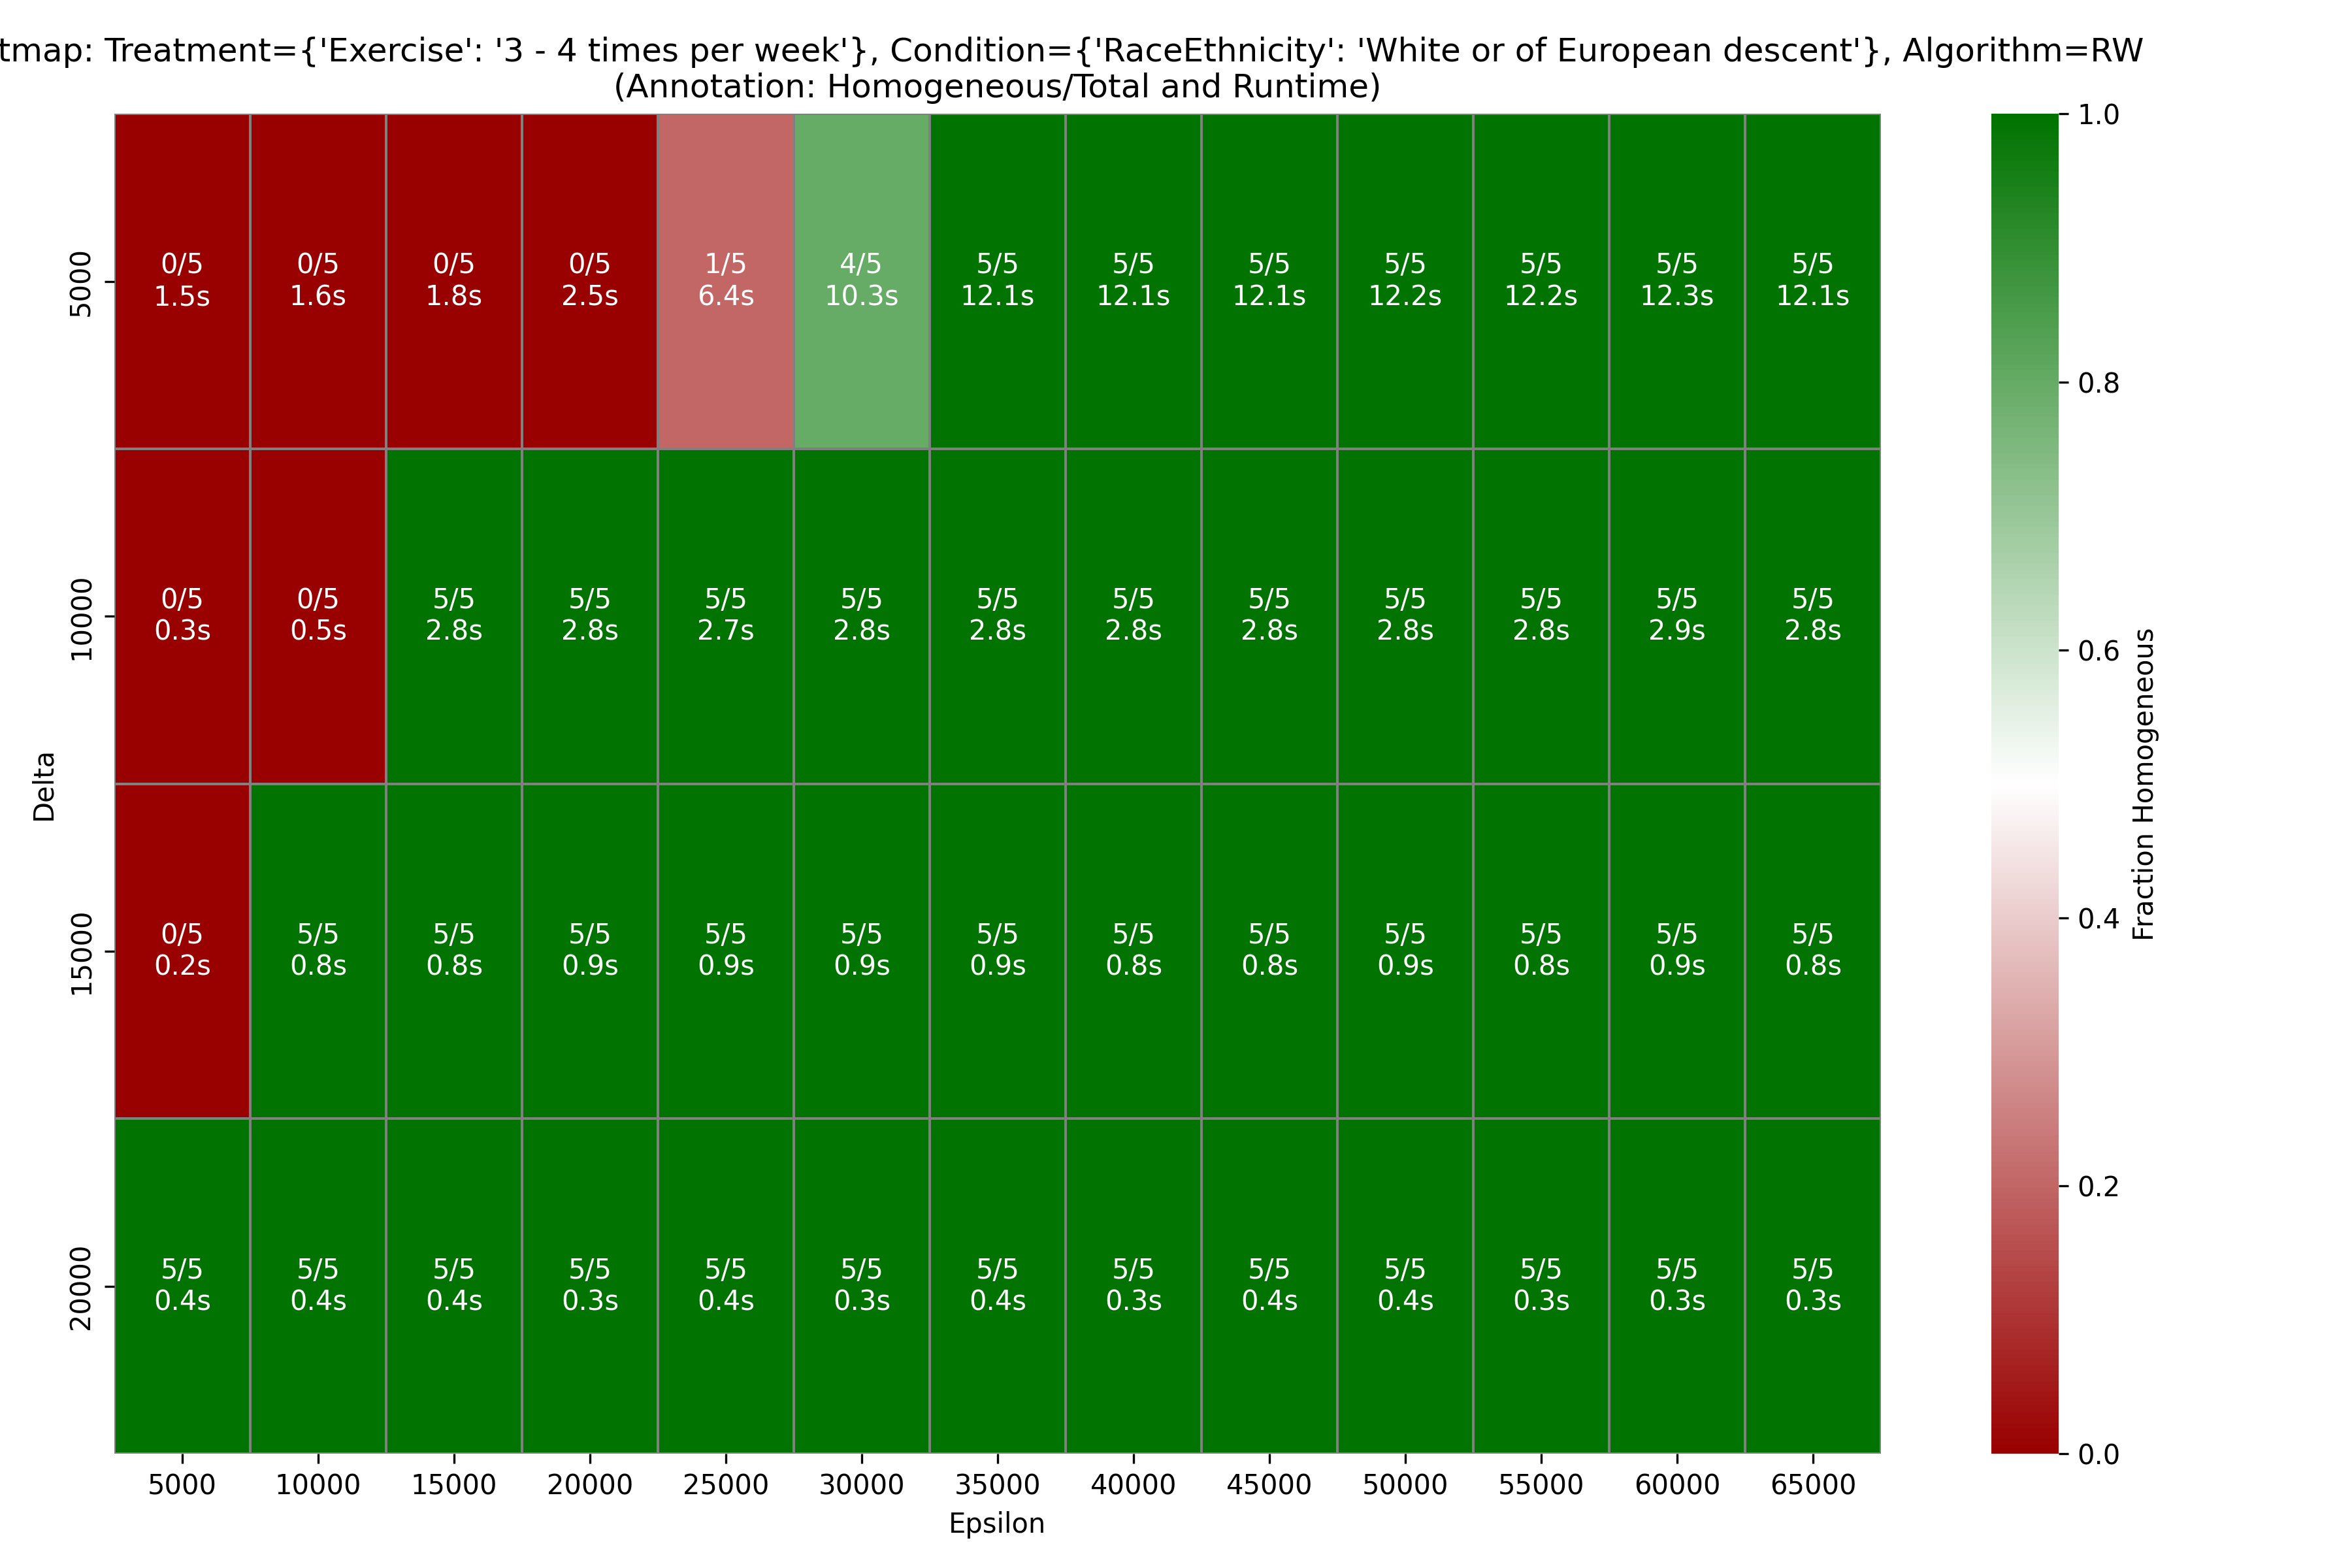 tmap: Treatment={'Exercise': '3 - 4 times per week'}, Condition={'RaceEthnicity': 'White or of European descent'}, Algorithm=RW
(Annotation: Homogeneous/Total and Runtime)
0/5 0/5 0/5 0/5 1/5 4/5 5/5 5/5 5/5 5/5 5/5 5/5 5/5
1.5s 1.6s 1.8s 2.5s 6.4s 10.3s 12.1s 12.1s 12.1s 12.2s 12.2s 12.3s 12.1s
5000
0/5 0/5 5/5 5/5 5/5 5/5 5/5 5/5 5/5 5/5 5/5 5/5 5/5
0.3s 0.5s 2.8s 2.8s 2.7s 2.8s 2.8s 2.8s 2.8s 2.8s 2.8s 2.9s 2.8s
10000
0/5 5/5 5/5 5/5 5/5 5/5 5/5 5/5 5/5 5/5 5/5 5/5 5/5
0.2s 0.8s 0.8s 0.9s 0.9s 0.9s 0.9s 0.8s 0.8s 0.9s 0.8s 0.9s 0.8s
15000
5/5 5/5 5/5 5/5 5/5 5/5 5/5 5/5 5/5 5/5 5/5 5/5 5/5
0.4s 0.4s 0.4s 0.3s 0.4s 0.3s 0.4s 0.3s 0.4s 0.4s 0.3s 0.3s 0.3s
20000
Delta
5000 10000 15000 20000 25000 30000 35000 40000 45000 50000 55000 60000 65000
Epsilon
1.0
0.8
0.6
0.4
0.2
0.0
Fraction Homogeneous